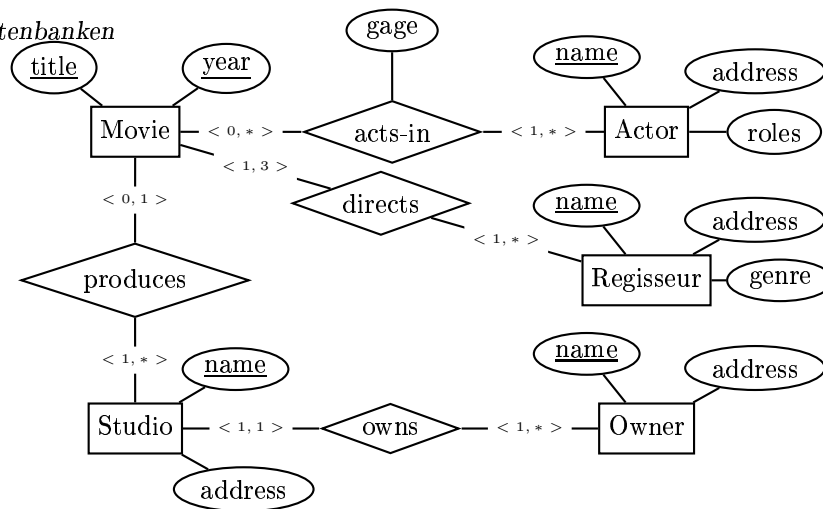 tenbanken
gage
title
year
name
address
Movie
< 0, * >
acts-in
< 1, * >
Actor
roles
< 1, 3 >
< 0, 1 >
directs
name
address
< 1, * >
produces
Regisseur
genre
< 1, * >
name
name
address
Studio
< 1, 1 >
owns
< 1, * >
Owner
address